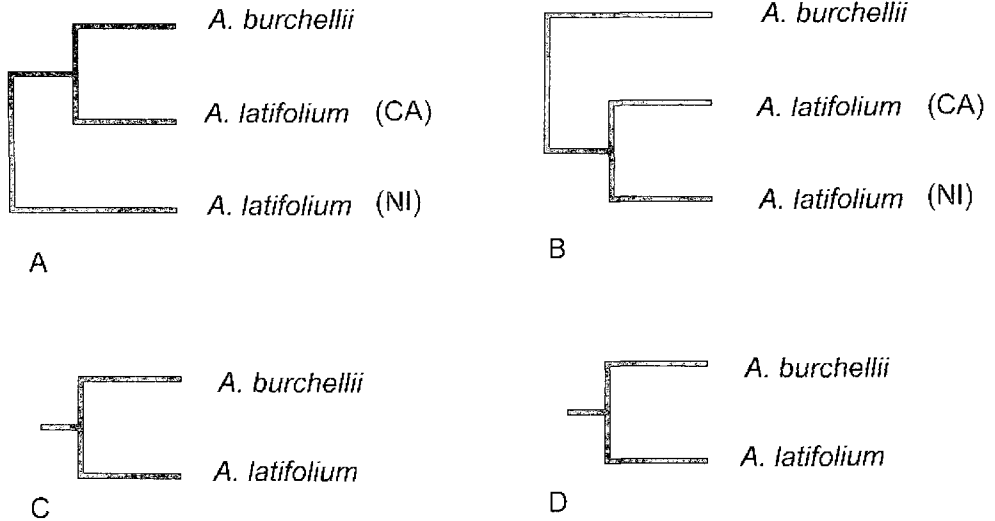 A. burchellii
A. latifolium (CA)
A. latifolium (NI)
A
A. burchellii
A. latifolium (CA)
A. latifolium (NI)
B
A. burchellii
A. latifolium
C
A. burchellii
A. latifolium
D